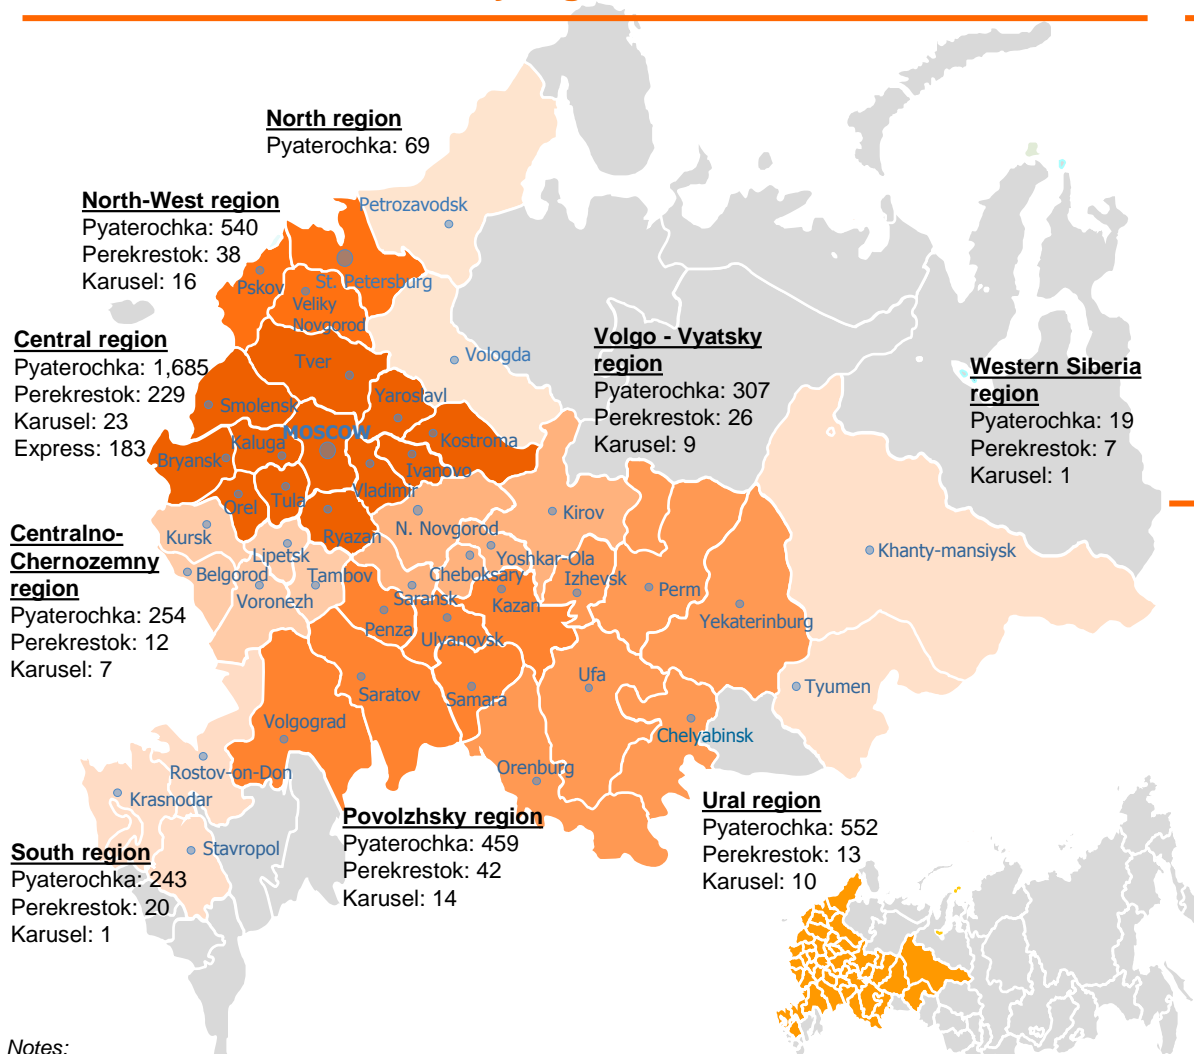 North region
Pyaterochka: 69
North-West region
Pyaterochka: 540
Perekrestok: 38
Karusel: 16
Central region
Pyaterochka: 1,685
Perekrestok: 229
Karusel: 23
Express: 183
Volgo - Vyatsky
region
Pyaterochka: 307
Perekrestok: 26
Karusel: 9
Western Siberia
region
Pyaterochka: 19
Perekrestok: 7
Karusel: 1
Centralno-
Chernozemny
region
Pyaterochka: 254
Perekrestok: 12
Karusel: 7
South region
Pyaterochka: 243
Perekrestok: 20
Karusel: 1
Povolzhsky region
Pyaterochka: 459
Perekrestok: 42
Karusel: 14
Ural region
Pyaterochka: 552
Perekrestok: 13
Karusel: 10
Petrozavodsk
Pskov
St. Petersburg
Veliky
Novgorod
Vologda
Tver
Yaroslavl
Smolensk
MOSCOW
Kostroma
Kaluga
Bryansk
Ivanovo
Vladimir
Orel
Tula
Ryazan
N. Novgorod
Kirov
Kursk
Lipetsk
Yoshkar-Ola
Khanty-mansiysk
Belgorod
Tambov
Cheboksary
Izhevsk
Voronezh
Saransk
Kazan
Perm
Penza
Ulyanovsk
Yekaterinburg
Saratov
Samara
Ufa
Tyumen
Volgograd
Chelyabinsk
Rostov-on-Don
Orenburg
Krasnodar
Stavropol
Notes: